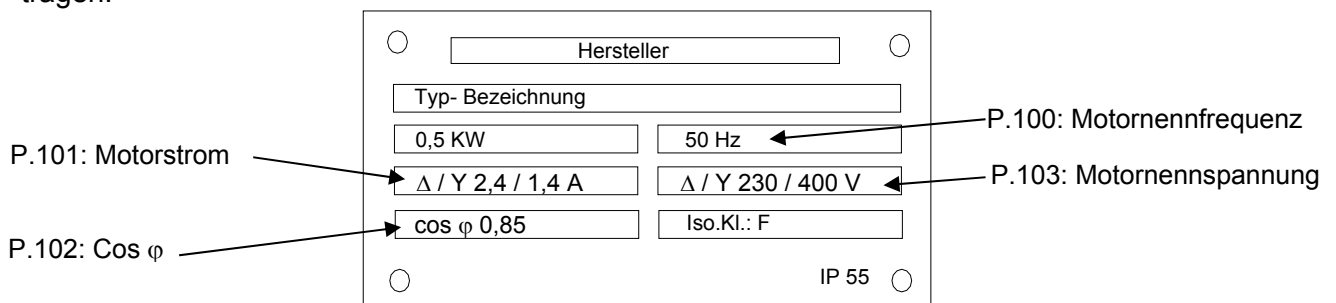 tragen.
Hersteller
Typ- Bezeichnung
0,5 KW
50 Hz
P.100: Motornennfrequenz
P.101: Motorstrom
Δ / Y 2,4 / 1,4 A
Δ / Y 230 / 400 V
P.103: Motornennspannung
cos φ 0,85
Iso.Kl.: F
P.102: Cos φ
IP 55